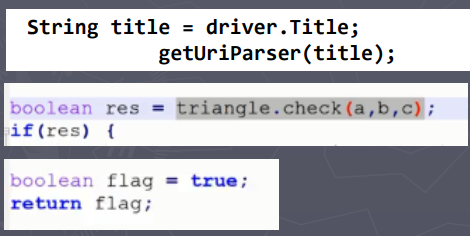 String title = driver.Title;
getUriParser(title);
boolean res = triangle.check(a,b,c);
if(res) {
boolean flag = true;
return flag;